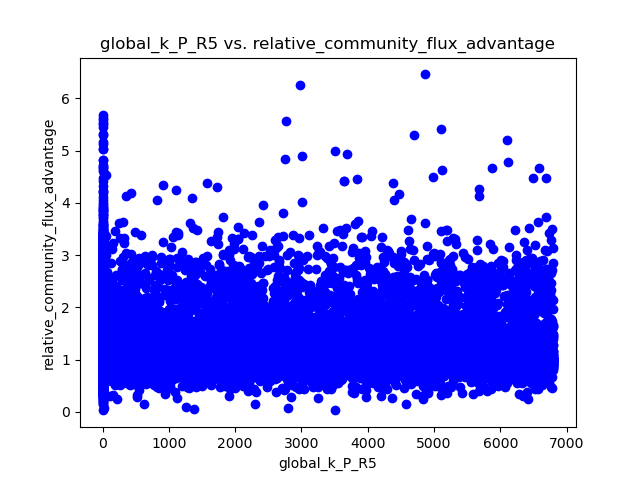 global_k_P_R5 vs. relative_community_flux_advantage
relative_community_flux_advantage
6
5
4
3
2
1
0
0 1000 2000 3000 4000 5000 6000 7000
global_k_P_R5